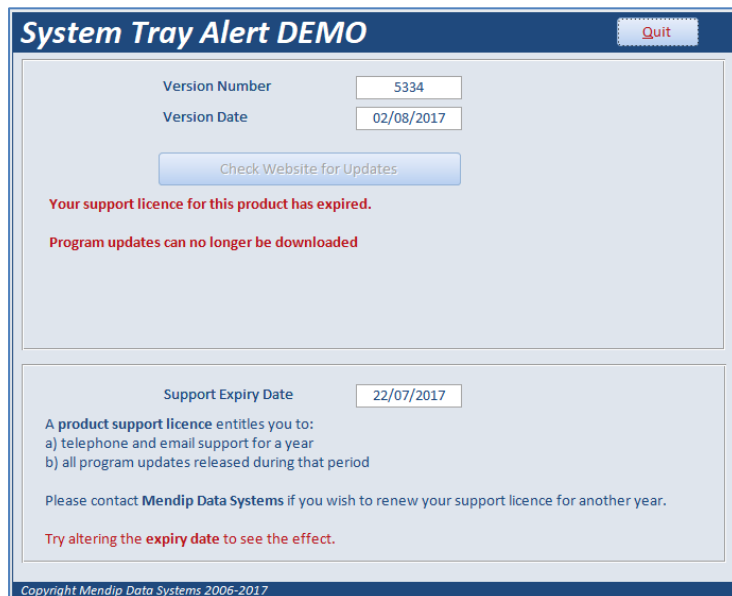 System Tray Alert DEMO
Quit
Version Number
5334
Version Date
02/08/2017
Check Website for Updates
Your support licence for this product has expired.
Program updates can no longer be downloaded
Support Expiry Date
22/07/2017
A product support licence entitles you to:
a) telephone and email support for a year
b) all program updates released during that period
Please contact Mendip Data Systems if you wish to renew your support licence for another year.
Try altering the expiry date to see the effect.
Copyright Mendip Data Systems 2006-2017